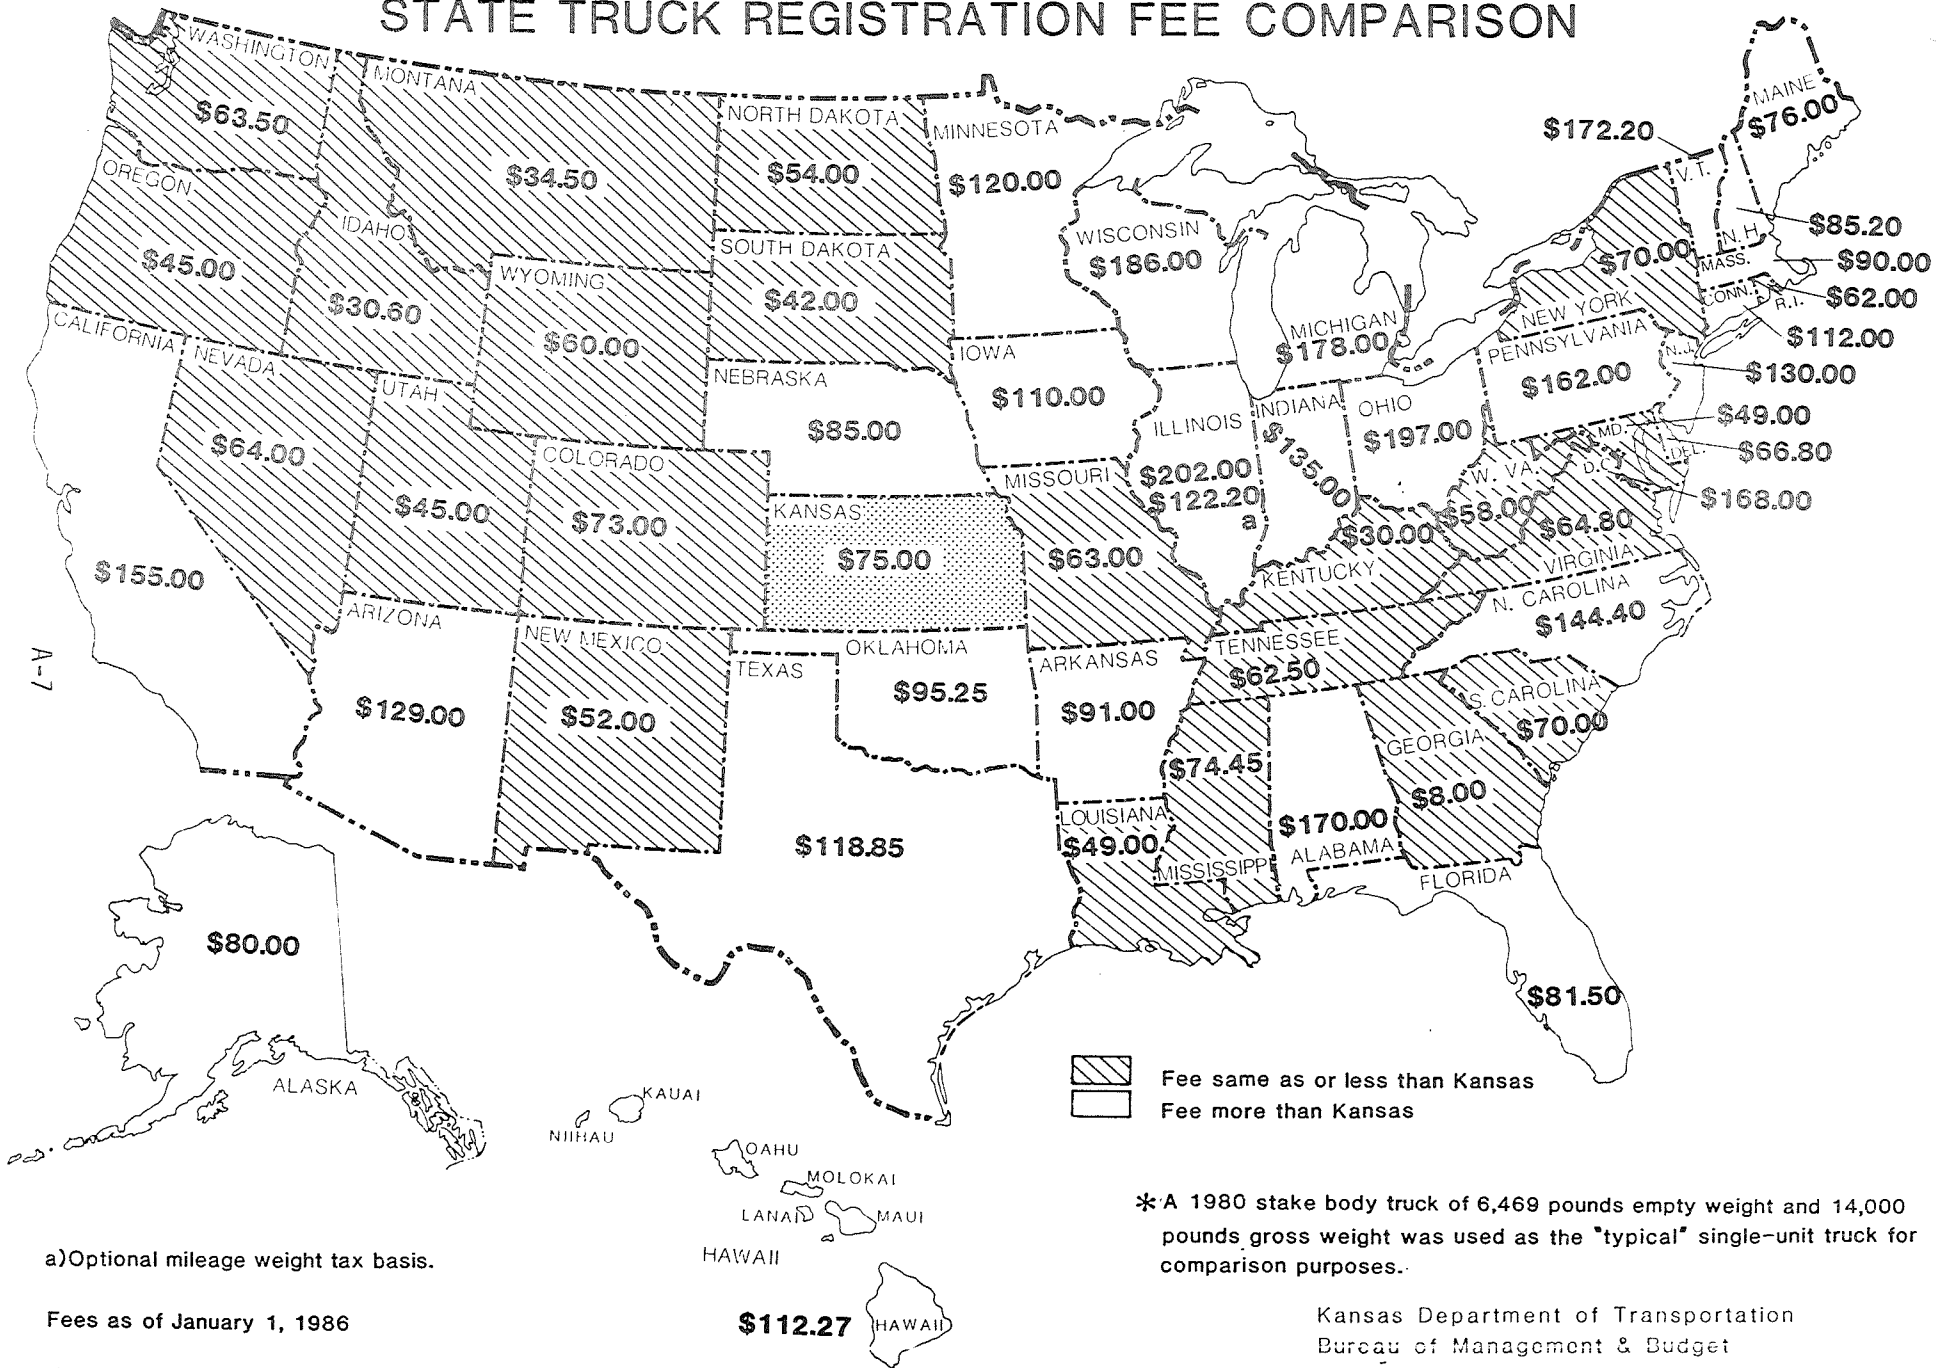 STATE TRUCK REGISTRATION FEE COMPARISON
WASHINGTON
$63.50
MONTANA
$34.50
NORTH DAKOTA
$54.00
MINNESOTA
$120.00
MAINE
$76.00
$172.20
V.T.
OREGON
$45.00
IDAHO
$30.60
WYOMING
$60.00
SOUTH DAKOTA
$42.00
WISCONSIN
$186.00
MICHIGAN
$178.00
$70.00
NEW YORK
N.H.
$85.20
MASS.
$90.00
CONN.
R.I.
$62.00
$112.00
CALIFORNIA
$155.00
NEVADA
$64.00
UTAH
$45.00
COLORADO
$73.00
NEBRASKA
$85.00
IOWA
$110.00
ILLINOIS
$202.00
$122.20
a
INDIANA
$135.00
OHIO
$197.00
PENNSYLVANIA
$162.00
N.J.
$130.00
MD.
$49.00
DEL.
$66.80
D.C.
$168.00
KANSAS
$75.00
MISSOURI
$63.00
KENTUCKY
$30.00
W. VA.
$58.00
$64.80
VIRGINIA
N. CAROLINA
$144.40
A-7
ARIZONA
$129.00
NEW MEXICO
$52.00
TEXAS
$118.85
OKLAHOMA
$95.25
ARKANSAS
$91.00
TENNESSEE
$62.50
S. CAROLINA
$70.00
GEORGIA
$8.00
$74.45
MISSISSIPPI
LOUISIANA
$49.00
$170.00
ALABAMA
FLORIDA
$81.50
$80.00
ALASKA
KAUAI
NIIHAU
OAHU
MOLOKAI
LANAI
MAUI
HAWAII
$112.27
HAWAII
Fee same as or less than Kansas
Fee more than Kansas
* A 1980 stake body truck of 6,469 pounds empty weight and 14,000
pounds gross weight was used as the "typical" single-unit truck for
comparison purposes.
a)Optional mileage weight tax basis.
Fees as of January 1, 1986
Kansas Department of Transportation
Bureau of Management & Budget